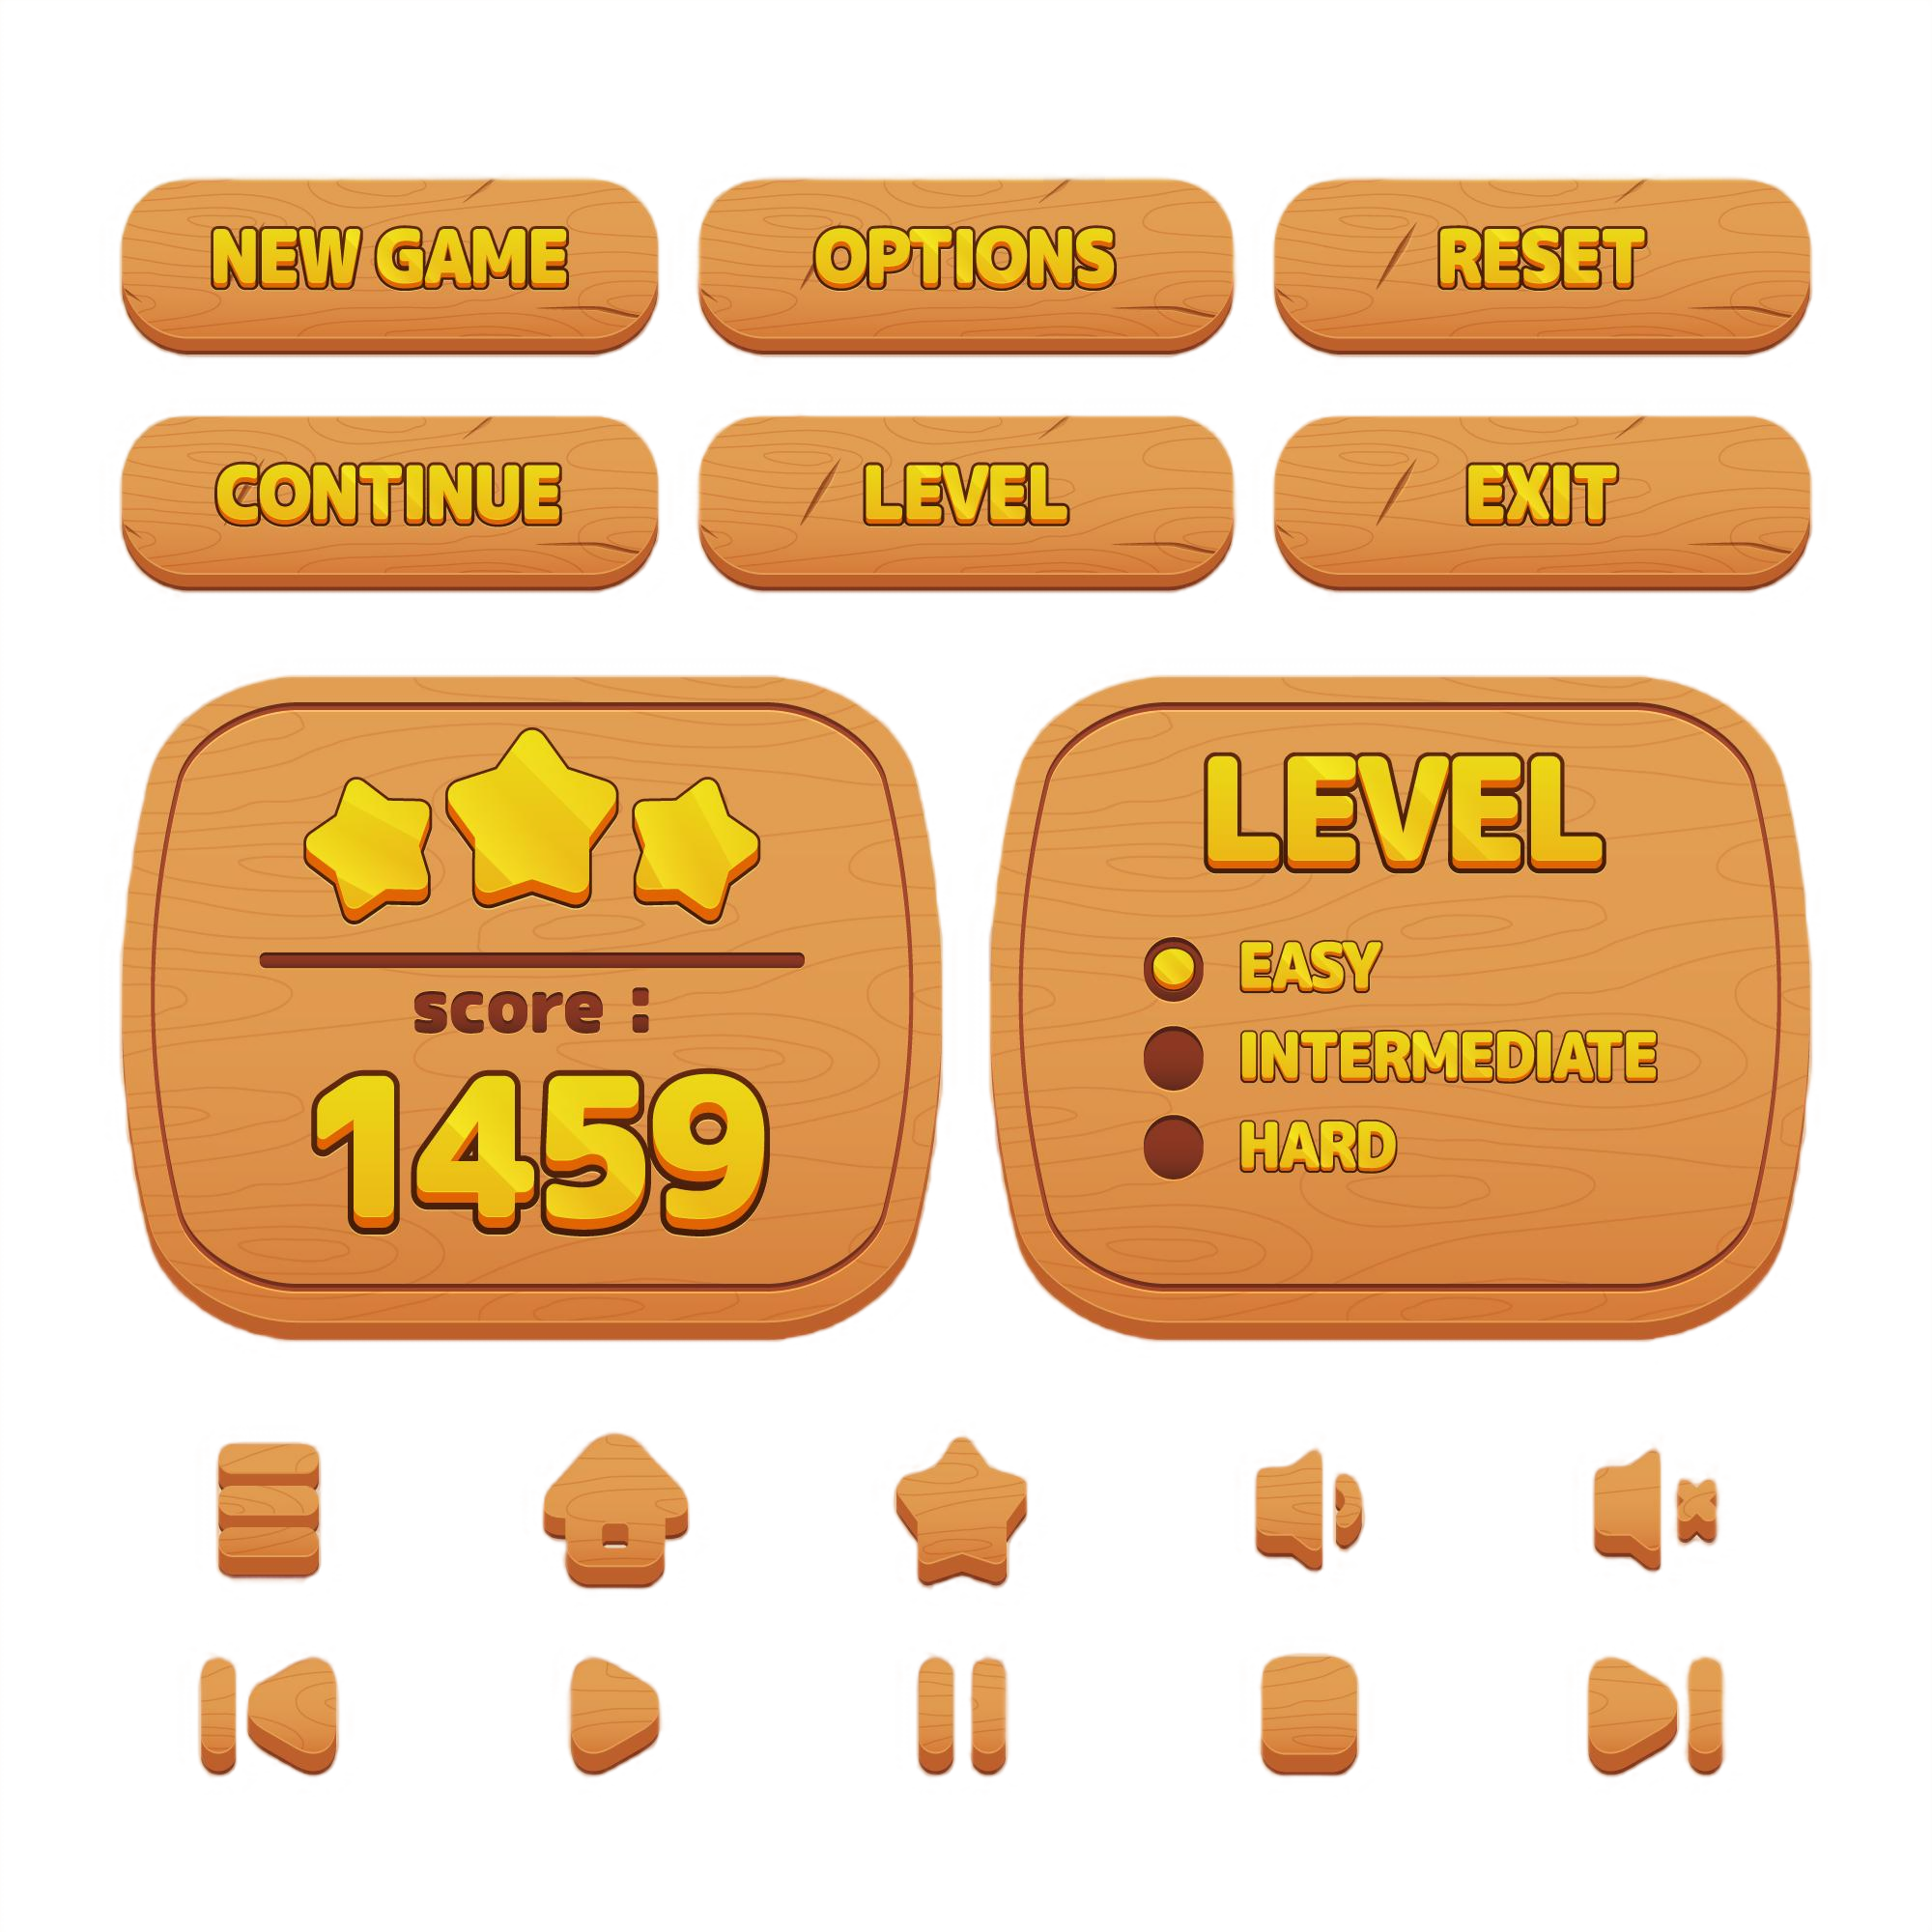 NEW GAME
OPTIONS
RESET
CONTINUE
LEVEL
EXIT
score :
1459
LEVEL
EASY
INTERMEDIATE
HARD